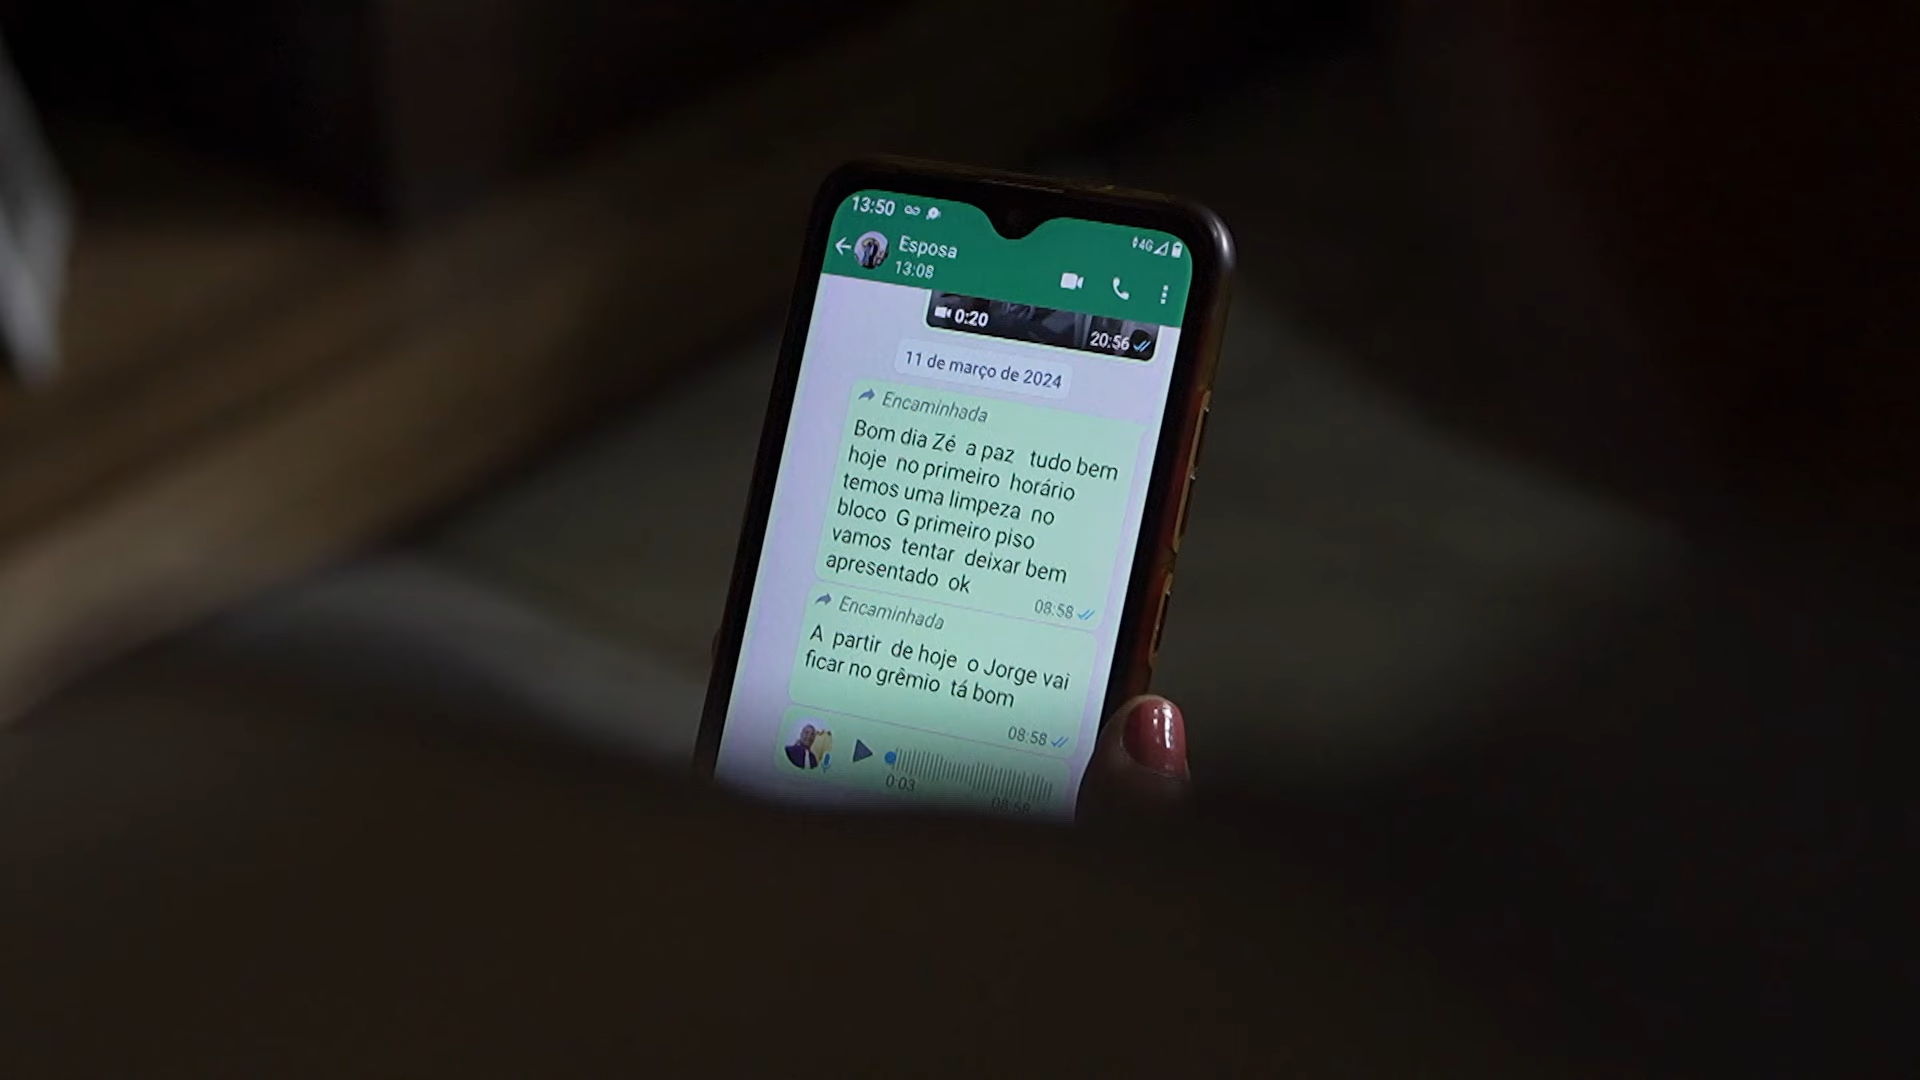 13:50
4G
Esposa
13:08
0:20
20:56
11 de março de 2024
Encaminhada
Bom dia Zé a paz tudo bem
hoje no primeiro horário
temos uma limpeza no
bloco G primeiro piso
vamos tentar deixar bem
apresentado ok
08:58
Encaminhada
A partir de hoje o Jorge vai
ficar no grêmio tá bom
08:58
0:03
08:58